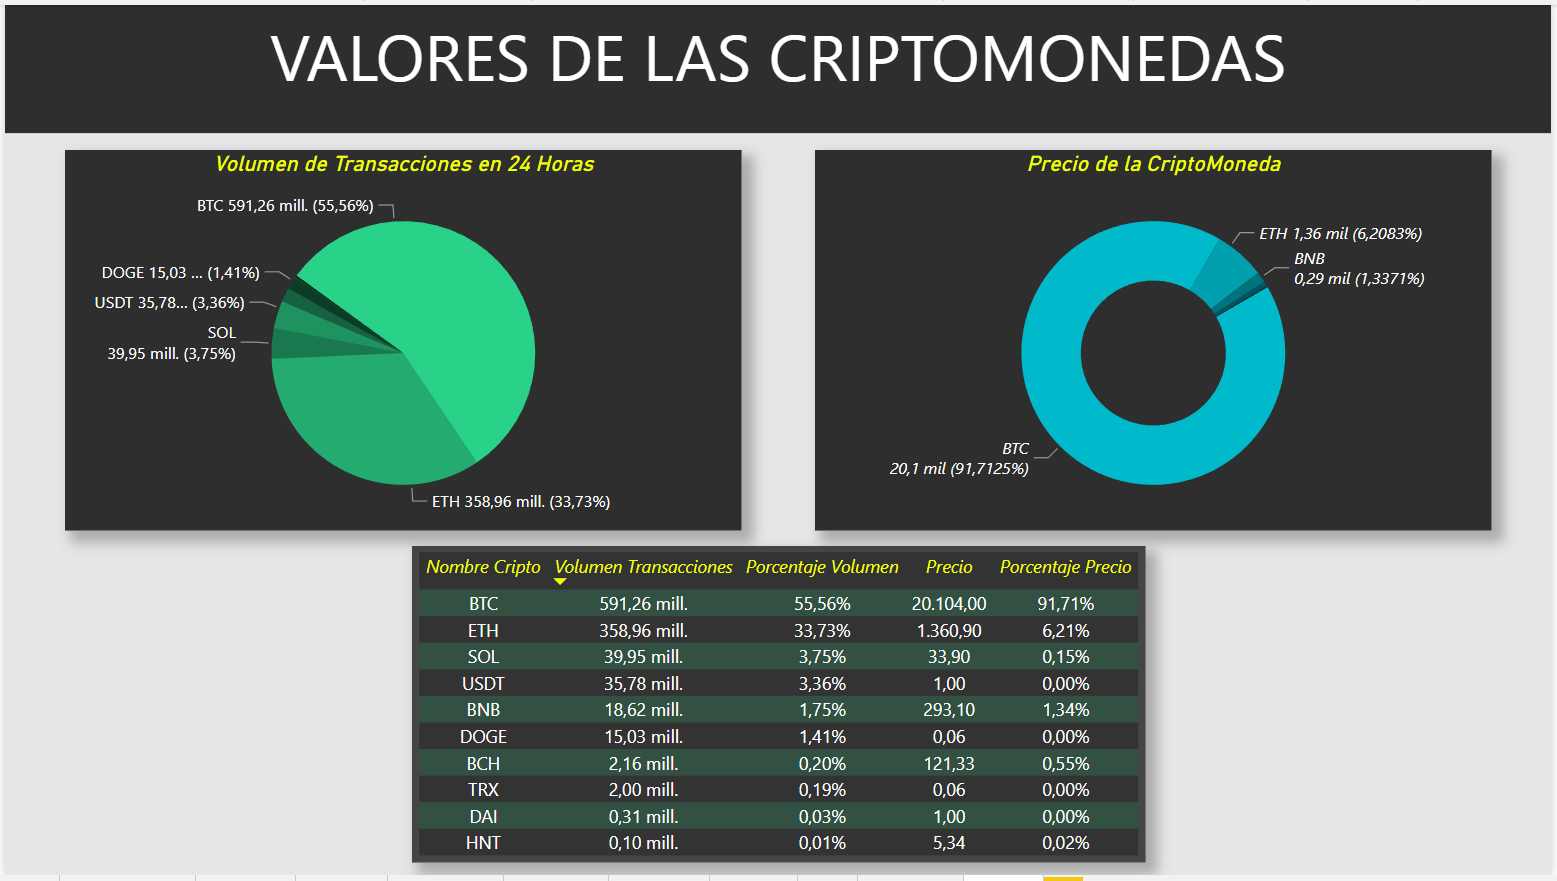 VALORES DE LAS CRIPTOMONEDAS
Volumen de Transacciones en 24 Horas
BTC 591,26 mill. (55,56%)
DOGE 15,03 ... (1,41%)
USDT 35,78... (3,36%)
SOL
39,95 mill. (3,75%)
ETH 358,96 mill. (33,73%)
Precio de la CriptoMoneda
ETH 1,36 mil (6,2083%)
BNB
0,29 mil (1,3371%)
BTC
20,1 mil (91,7125%)
Nombre Cripto Volumen Transacciones Porcentaje Volumen Precio Porcentaje Precio
BTC 591,26 mill. 55,56% 20.104,00 91,71%
ETH 358,96 mill. 33,73% 1.360,90 6,21%
SOL 39,95 mill. 3,75% 33,90 0,15%
USDT 35,78 mill. 3,36% 1,00 0,00%
BNB 18,62 mill. 1,75% 293,10 1,34%
DOGE 15,03 mill. 1,41% 0,06 0,00%
BCH 2,16 mill. 0,20% 121,33 0,55%
TRX 2,00 mill. 0,19% 0,06 0,00%
DAI 0,31 mill. 0,03% 1,00 0,00%
HNT 0,10 mill. 0,01% 5,34 0,02%